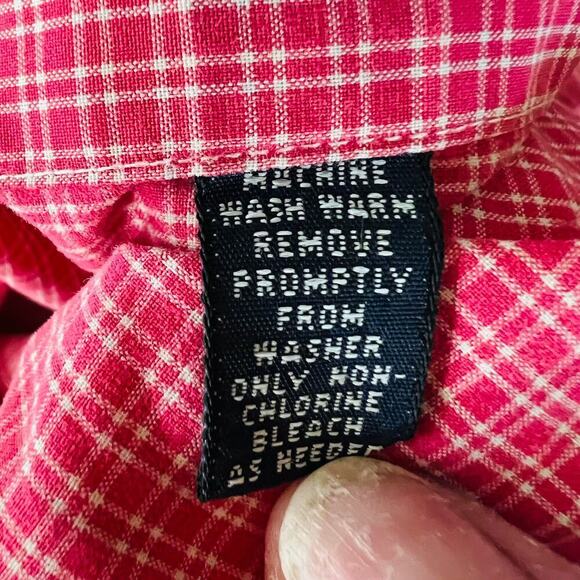 MACHINE
WASH WARM
REMOVE
PROMPTLY
FROM
WASHER
ONLY NON-
CHLORINE
BLEACH
AS NEEDED